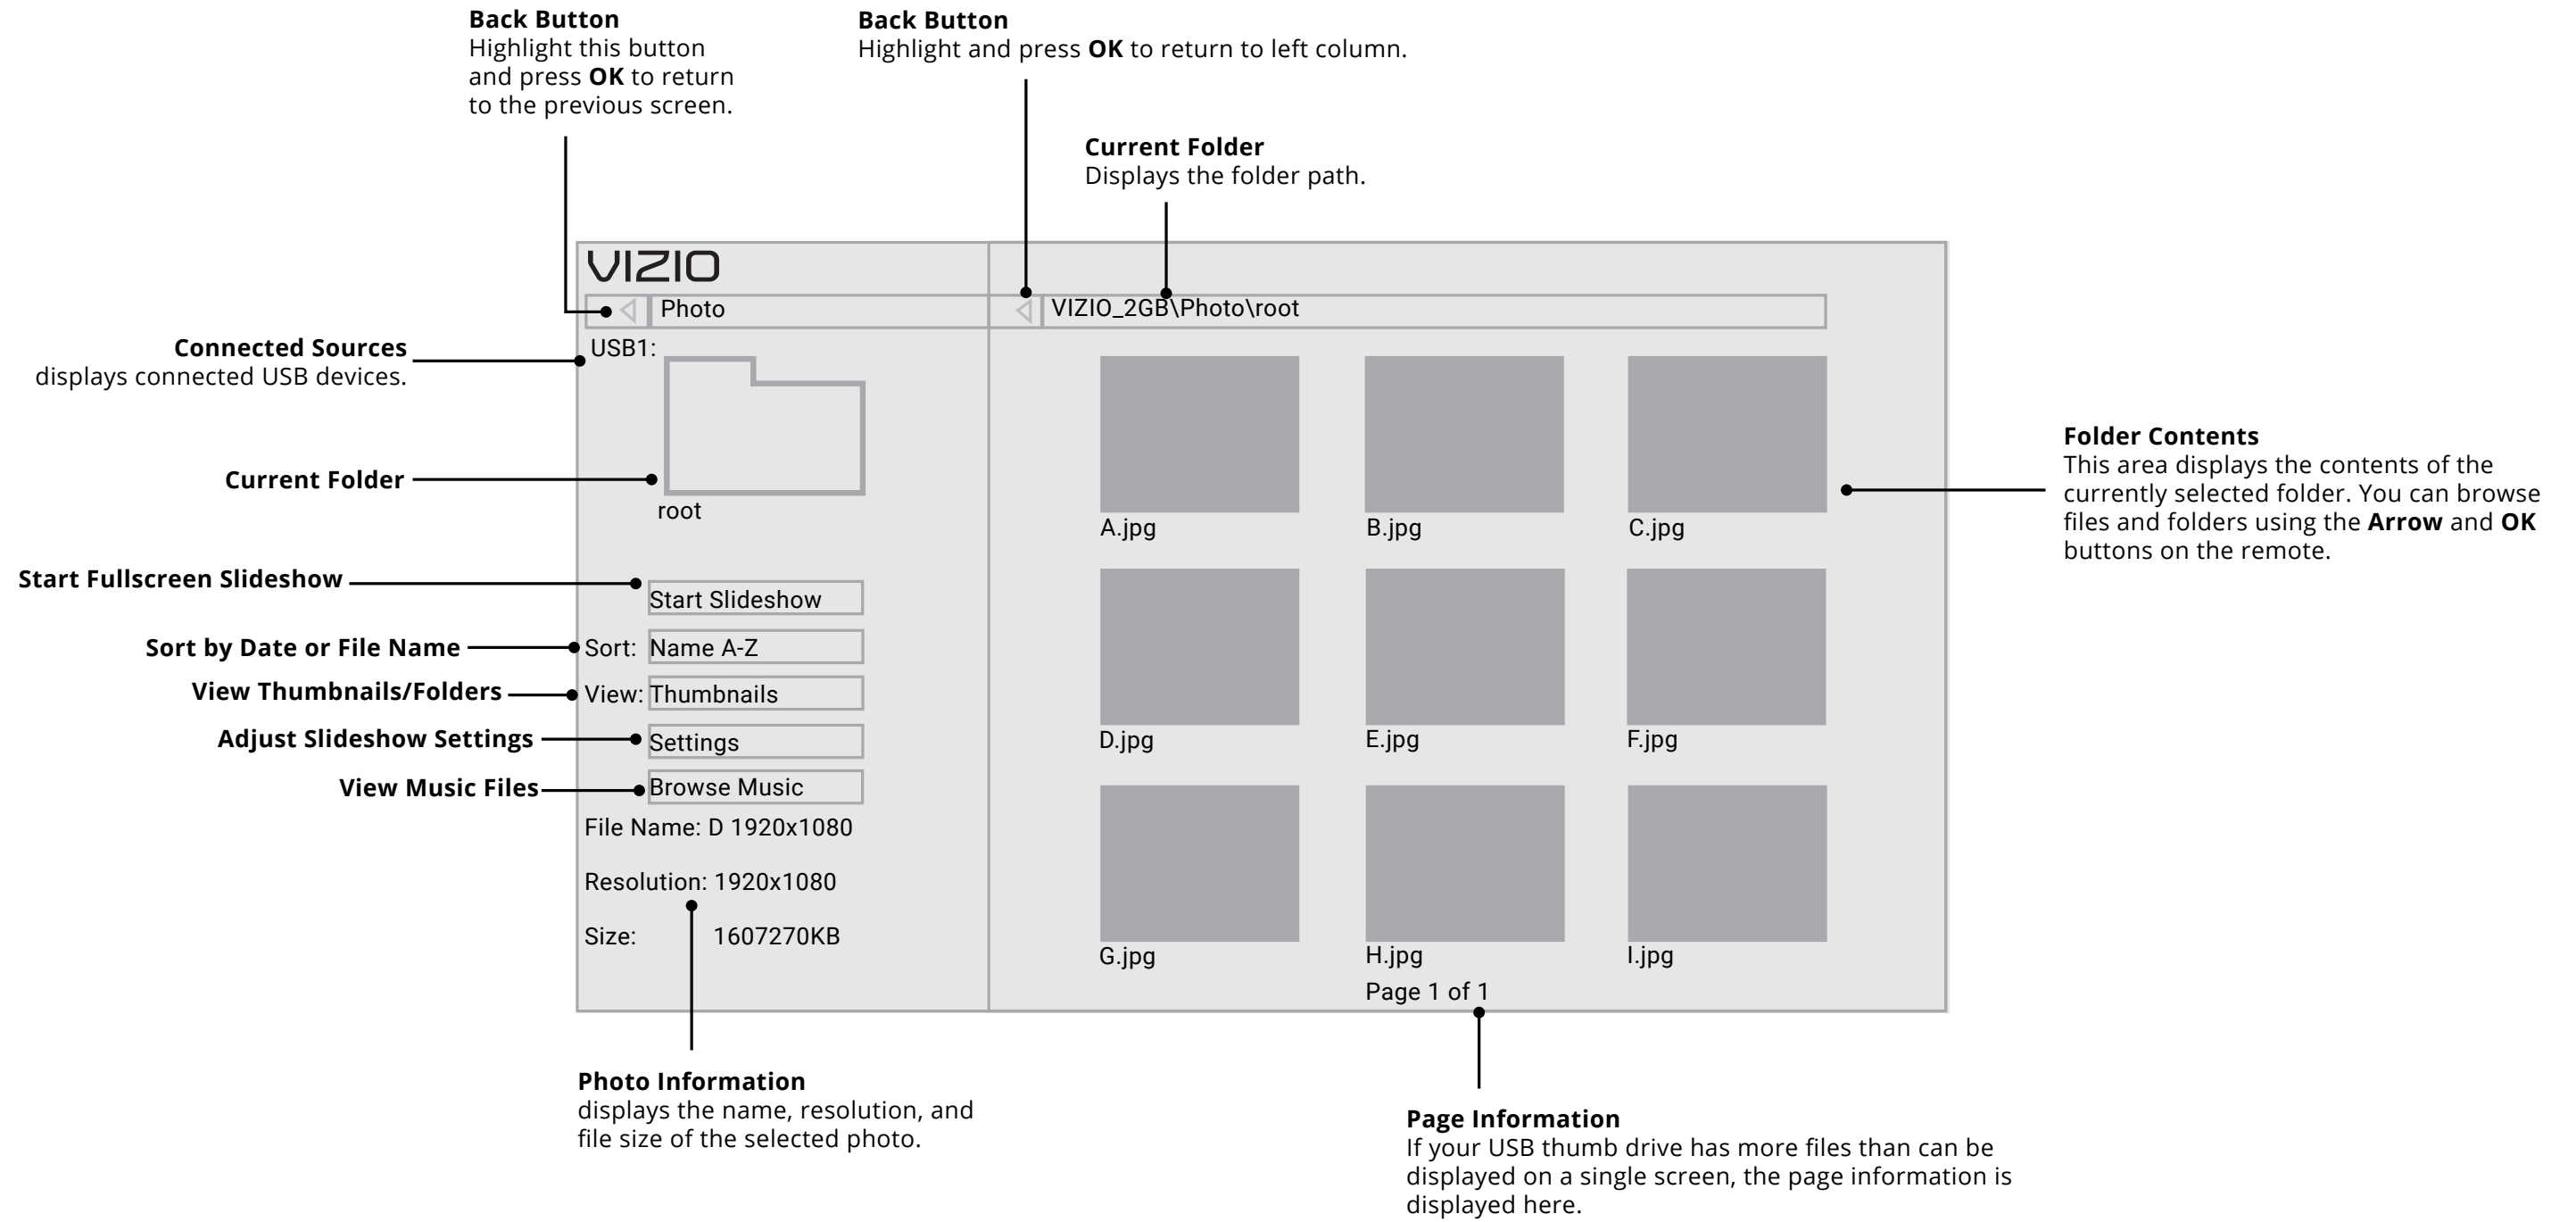 Back Button
Highlight this button
and press OK to return
to the previous screen.
Back Button
Highlight and press OK to return to left column.
Current Folder
Displays the folder path.
VIZIO
Photo
VIZIO_2GB\Photo\root
Connected Sources
displays connected USB devices.
USB1:
Current Folder
root
Start Fullscreen Slideshow
Start Slideshow
Sort by Date or File Name
Sort: Name A-Z
View Thumbnails/Folders
View: Thumbnails
Adjust Slideshow Settings
Settings
View Music Files
Browse Music
File Name: D 1920x1080
Resolution: 1920x1080
Size: 1607270KB
A.jpg
B.jpg
C.jpg
D.jpg
E.jpg
F.jpg
G.jpg
H.jpg
I.jpg
Page 1 of 1
Folder Contents
This area displays the contents of the
currently selected folder. You can browse
files and folders using the Arrow and OK
buttons on the remote.
Photo Information
displays the name, resolution, and
file size of the selected photo.
Page Information
If your USB thumb drive has more files than can be
displayed on a single screen, the page information is
displayed here.